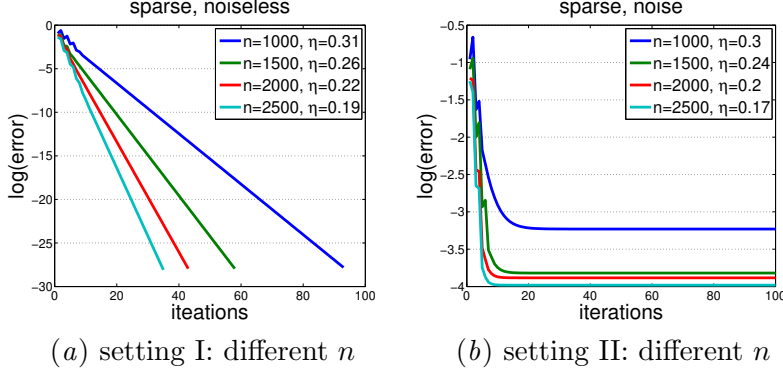 sparse, noiseless
0
−5
−10
−15
−20
−25
−30
log(error)
n=1000, η=0.31
n=1500, η=0.26
n=2000, η=0.22
n=2500, η=0.19
0 20 40 60 80 100
iteations
(a) setting I: different n
sparse, noise
−0.5
−1
−1.5
−2
−2.5
−3
−3.5
−4
log(error)
n=1000, η=0.3
n=1500, η=0.24
n=2000, η=0.2
n=2500, η=0.17
0 20 40 60 80 100
iterations
(b) setting II: different n